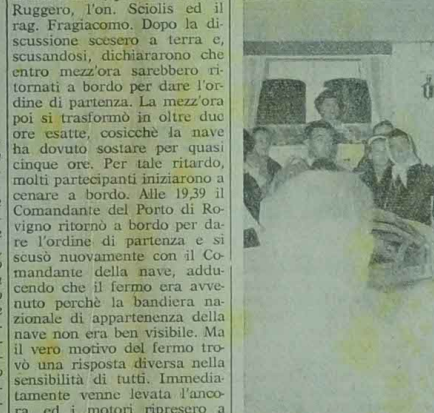 Ruggero, l'on. Sciolis ed il
rag. Fragiacomo. Dopo la di-
scussione scesero a terra e,
scusandosi, dichiararono che
entro mezz'ora sarebbero ri-
tornati a bordo per dare l'or-
dine di partenza. La mezz'ora
poi si trasformò in oltre due
ore esatte, cosicchè la nave
ha dovuto sostare per quasi
cinque ore. Per tale ritardo,
molti partecipanti iniziarono a
cenare a bordo. Alle 19,39 il
Comandante del Porto di Ro-
vigno ritornò a bordo per da-
re l'ordine di partenza e si
scusò nuovamente con il Co-
mandante della nave, addu-
cendo che il fermo era avve-
nuto perchè la bandiera na-
zionale di appartenenza della
nave non era ben visibile. Ma
il vero motivo del fermo tro-
vò una risposta diversa nella
sensibilità di tutti. Immedia-
tamente venne levata l'anco-
ra, ed i motori ripresero a